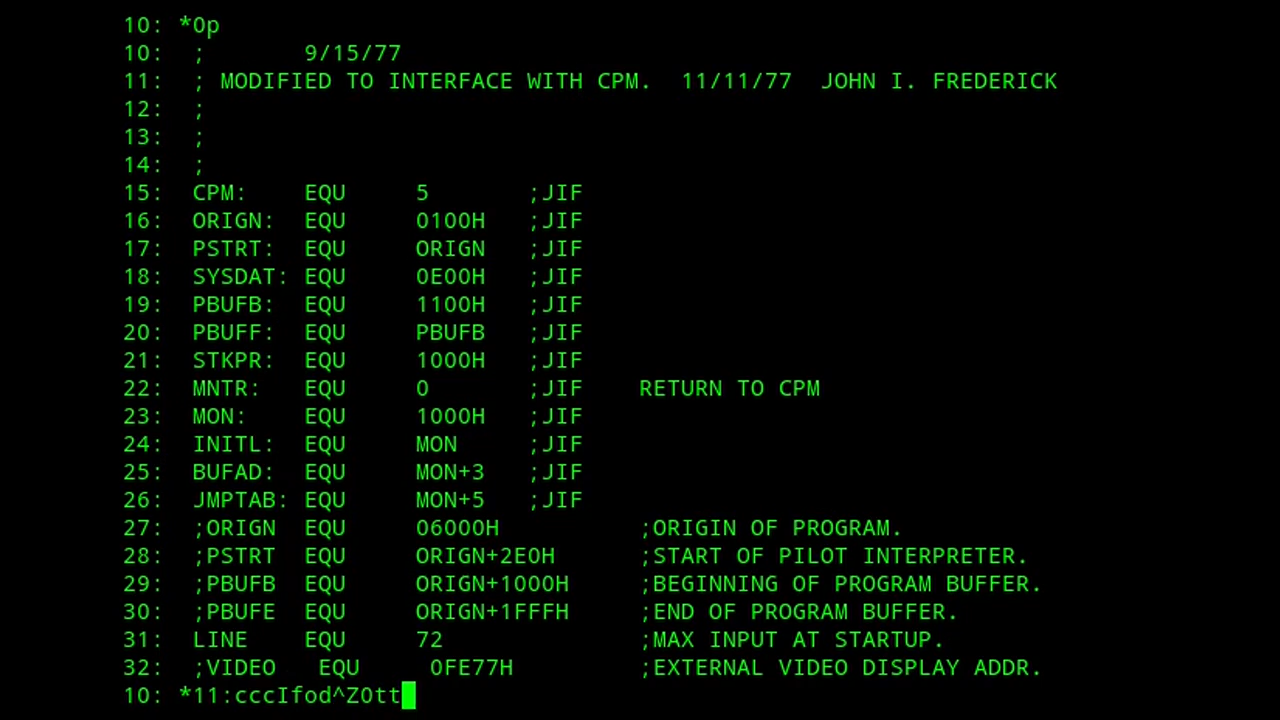 10: *0p
10:  ;       9/15/77
11:  ; MODIFIED TO INTERFACE WITH CPM.  11/11/77  JOHN I. FREDERICK
12:  ;
13:  ;
14:  ;
15:  CPM:    EQU     5       ;JIF
16:  ORIGN:  EQU     0100H   ;JIF
17:  PSTRT:  EQU     ORIGN   ;JIF
18:  SYSDAT: EQU     0E00H   ;JIF
19:  PBUFB:  EQU     1100H   ;JIF
20:  PBUFF:  EQU     PBUFB   ;JIF
21:  STKPR:  EQU     1000H   ;JIF
22:  MNTR:   EQU     0       ;JIF    RETURN TO CPM
23:  MON:    EQU     1000H   ;JIF
24:  INITL:  EQU     MON     ;JIF
25:  BUFAD:  EQU     MON+3   ;JIF
26:  JMPTAB: EQU     MON+5   ;JIF
27:  ;ORIGN  EQU     06000H          ;ORIGIN OF PROGRAM.
28:  ;PSTRT  EQU     ORIGN+2E0H      ;START OF PILOT INTERPRETER.
29:  ;PBUFB  EQU     ORIGN+1000H     ;BEGINNING OF PROGRAM BUFFER.
30:  ;PBUFE  EQU     ORIGN+1FFFH     ;END OF PROGRAM BUFFER.
31:  LINE    EQU     72              ;MAX INPUT AT STARTUP.
32:  ;VIDEO   EQU     0FE77H         ;EXTERNAL VIDEO DISPLAY ADDR.
10: *11:cccIfod^Z0tt